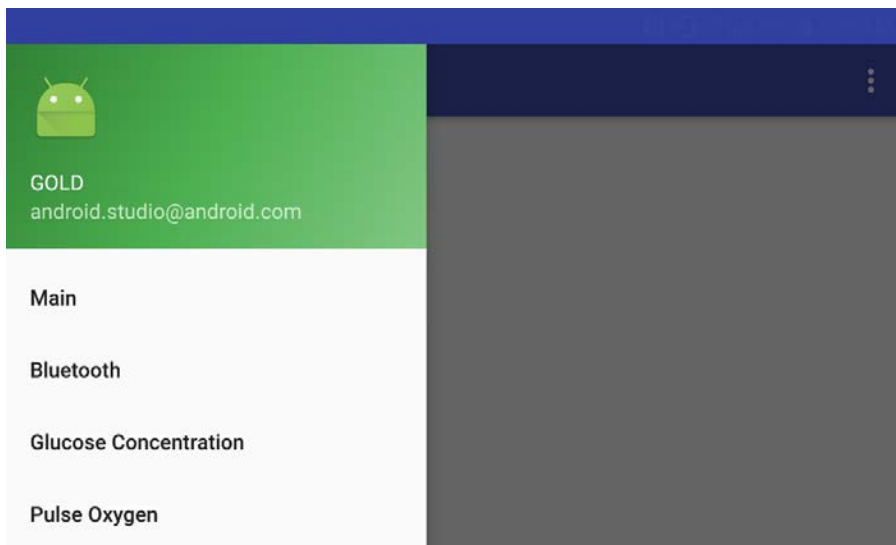 GOLD
android.studio@android.com
Main
Bluetooth
Glucose Concentration
Pulse Oxygen